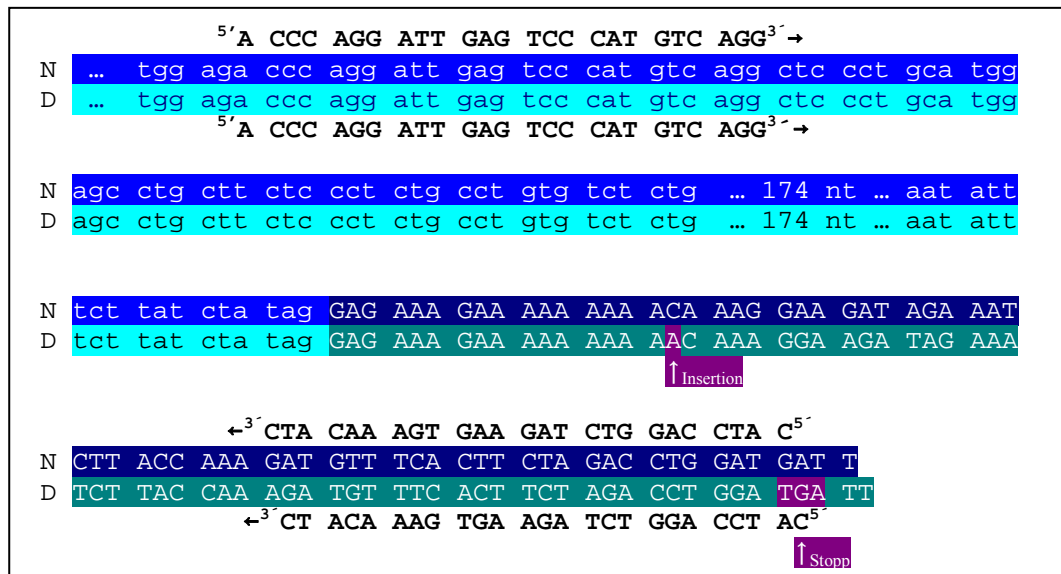 5’A CCC AGG ATT GAG TCC CAT GTC AGG3´→
N … tgg aga ccc agg att gag tcc cat gtc agg ctc cct gca tgg
D … tgg aga ccc agg att gag tcc cat gtc agg ctc cct gca tgg
5’A CCC AGG ATT GAG TCC CAT GTC AGG3´→
N agc ctg ctt ctc cct ctg cct gtg tct ctg … 174 nt … aat att
D agc ctg ctt ctc cct ctg cct gtg tct ctg … 174 nt … aat att
N tct tat cta tag GAG AAA GAA AAA AAA ACA AAG GAA GAT AGA AAT
D tct tat cta tag GAG AAA GAA AAA AAA AAC AAA GGA AGA TAG AAA
↑Insertion
←3´CTA CAA AGT GAA GAT CTG GAC CTA C5´
N CTT ACC AAA GAT GTT TCA CTT CTA GAC CTG GAT GAT T
D TCT TAC CAA AGA TGT TTC ACT TCT AGA CCT GGA TGA TT
←3´CT ACA AAG TGA AGA TCT GGA CCT AC5´
↑Stopp